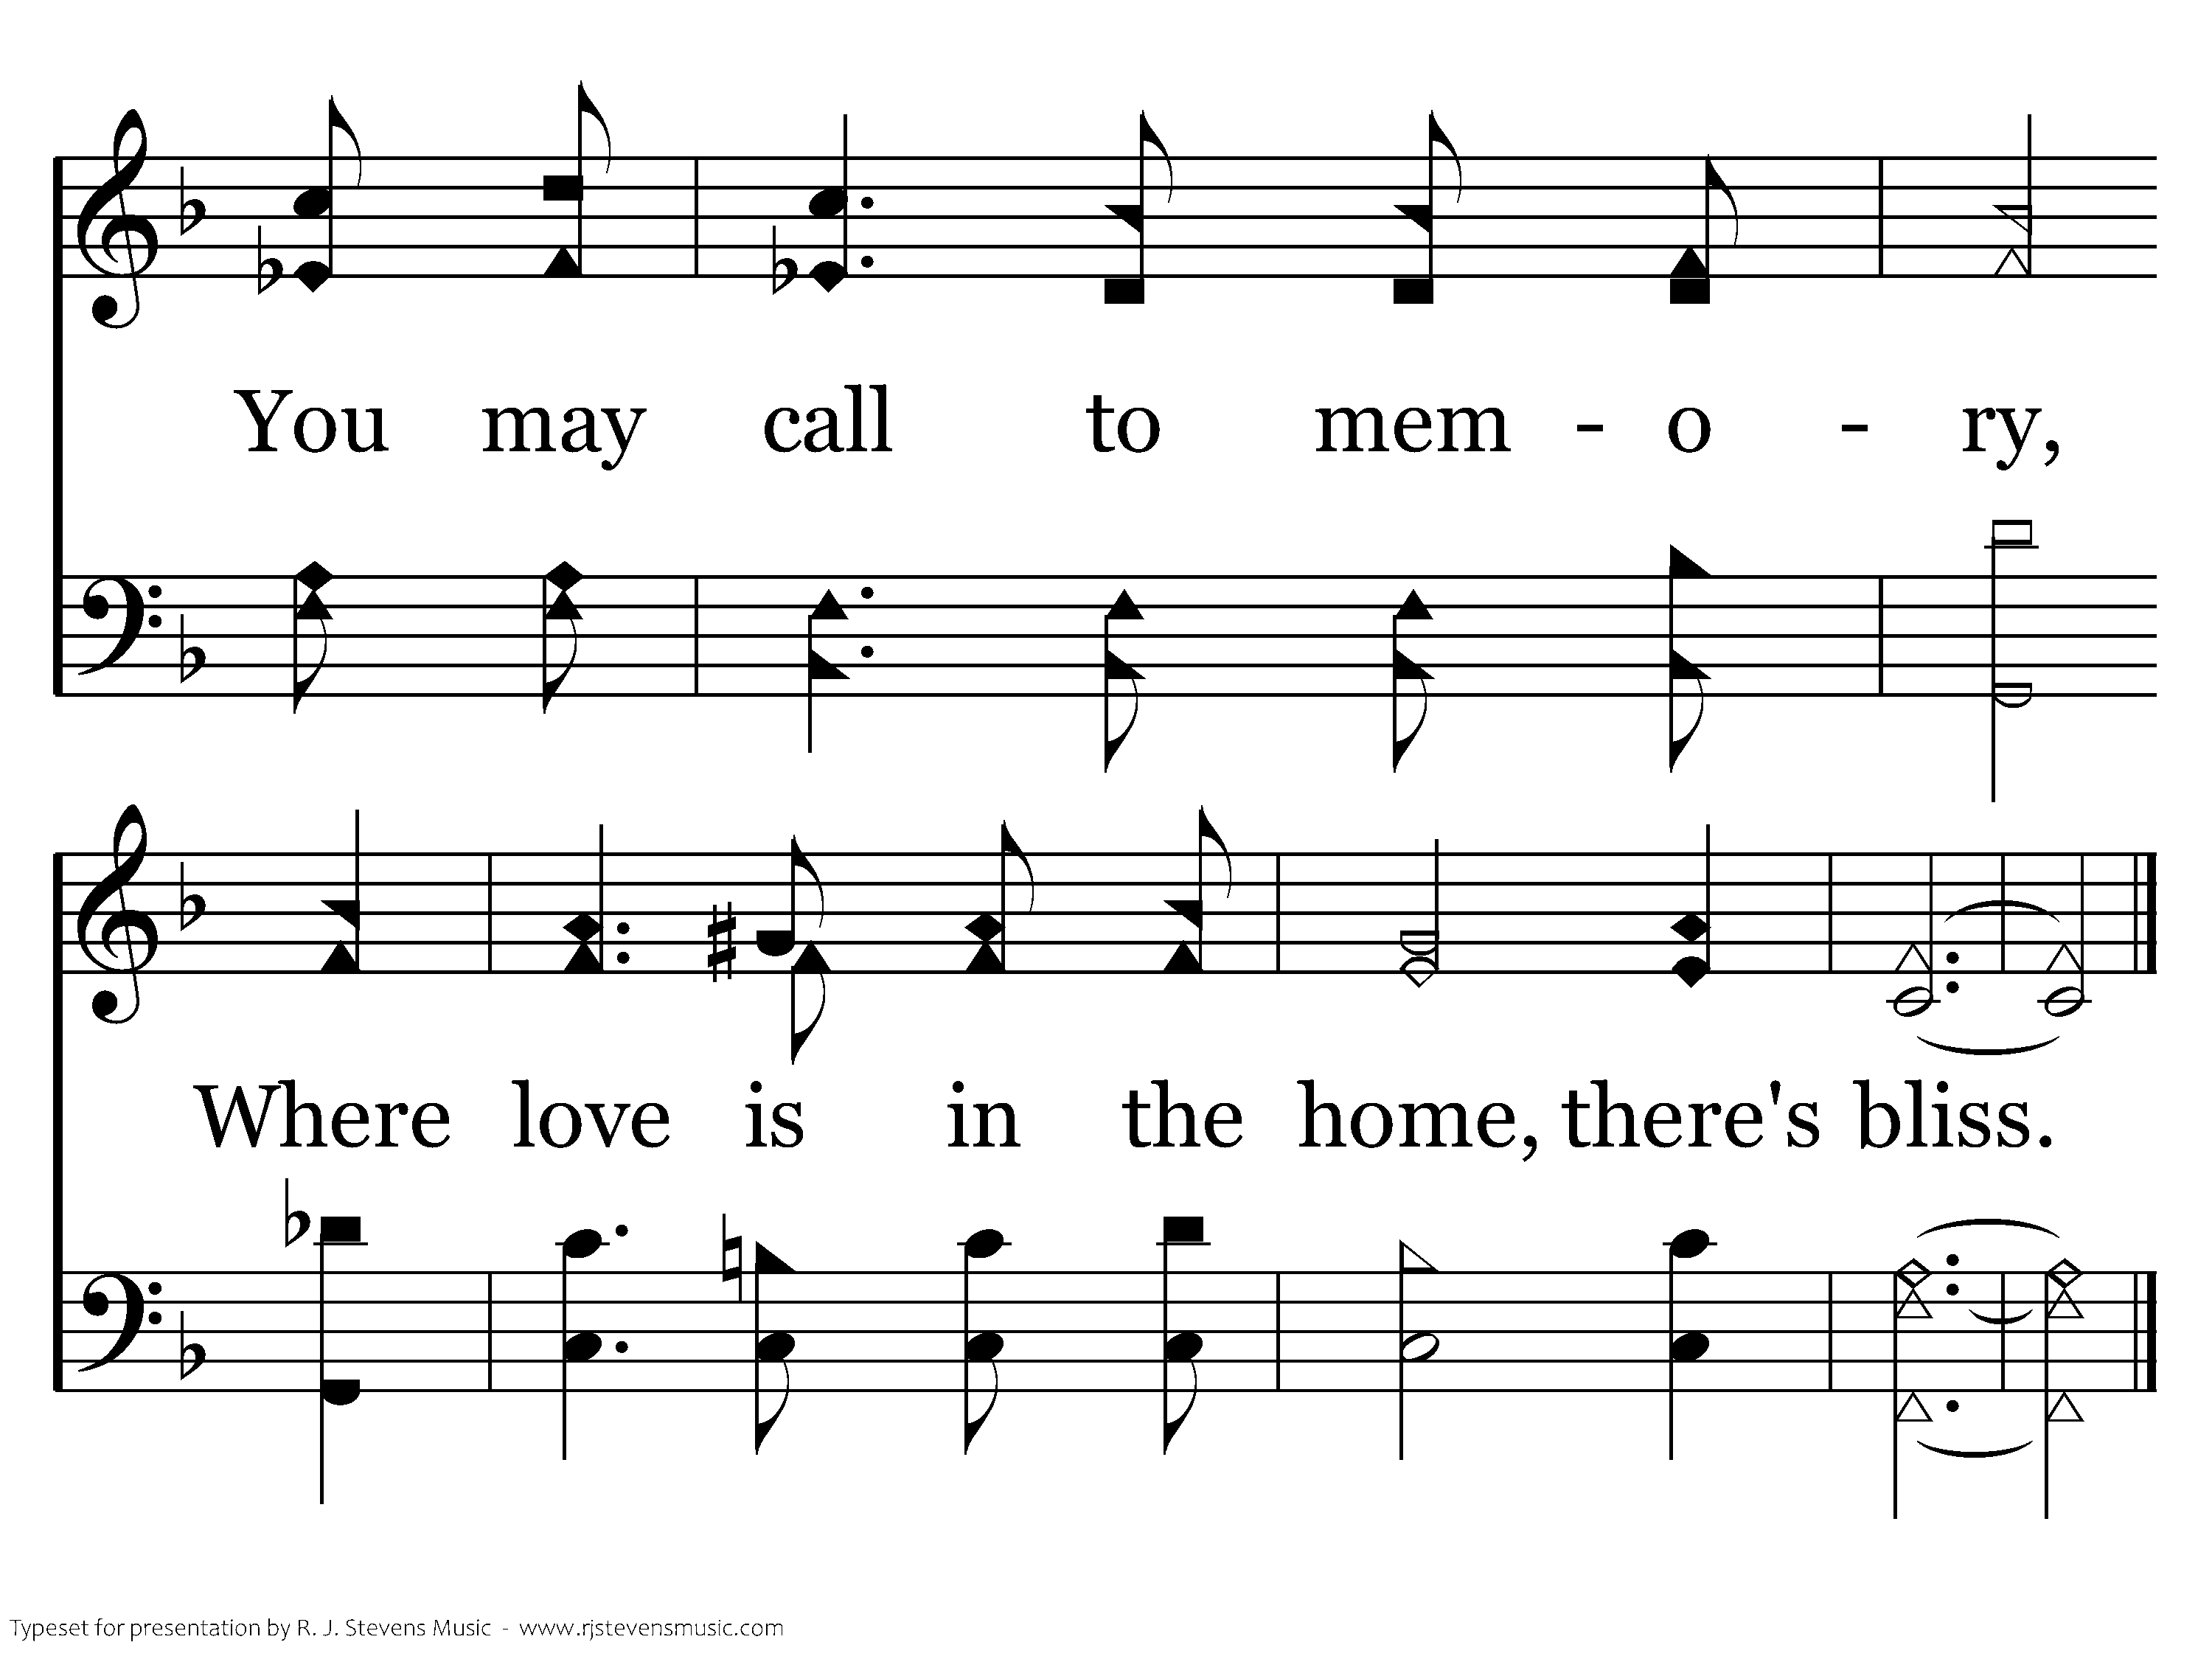 You may call to mem - o - ry,
Where love is in the home, there's bliss.
Typeset for presentation by R. J. Stevens Music - www.rjstevensmusic.com